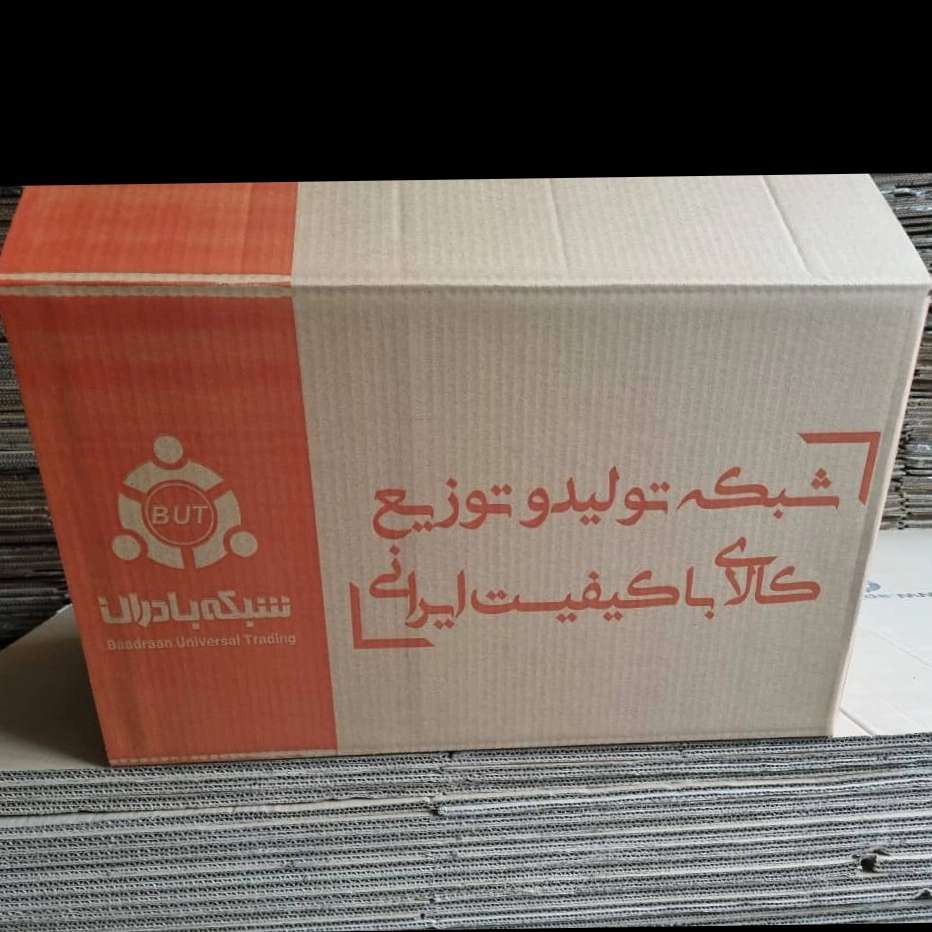 شبکه تولید و توزیع
کالای با کیفیت ایرانی
BUT
شبکه بادران
Baadraan Universal Trading